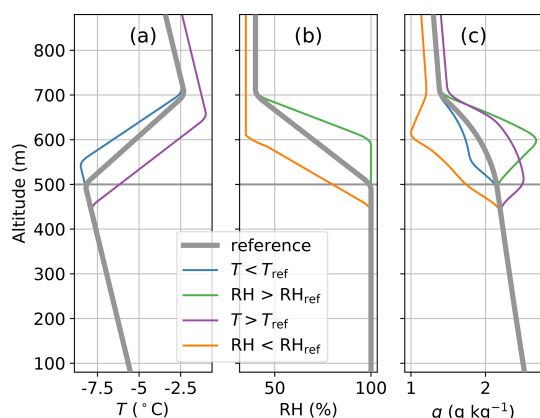 (a) (b) (c)
800
700
600
500
400
300
200
100
Altitude (m)
reference
T < T_ref
RH > RH_ref
T > T_ref
RH < RH_ref
-7.5 -5 -2.5 50 100 1 2
T (°C) RH (%) q (g kg⁻¹)